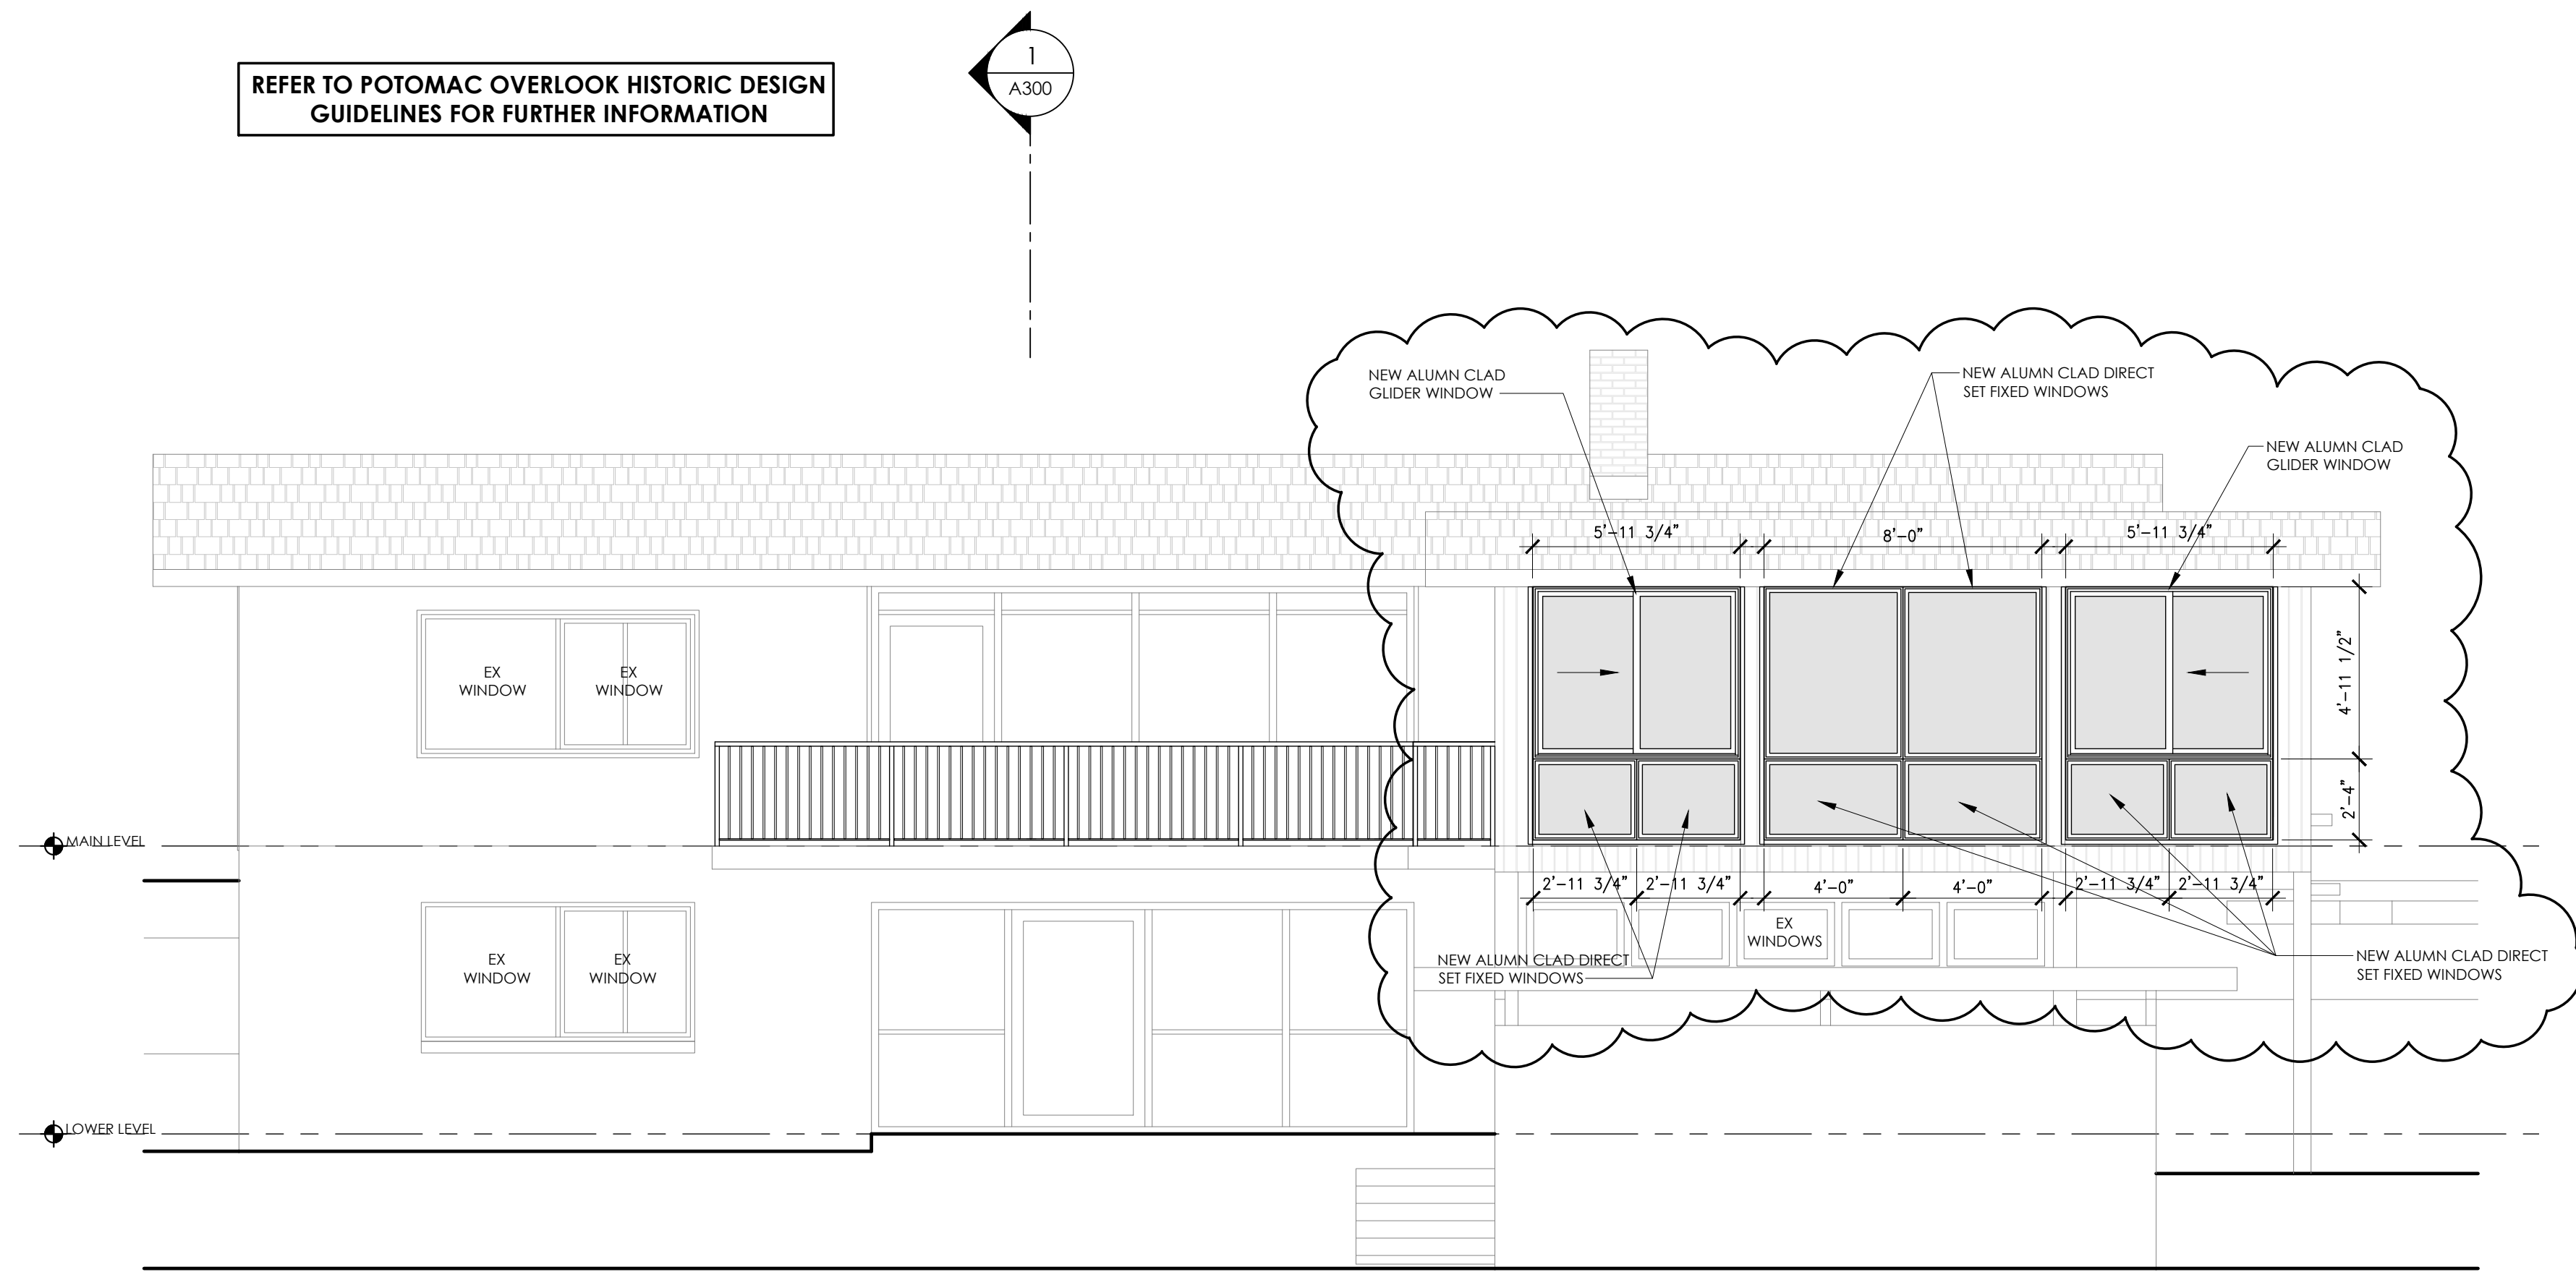 REFER TO POTOMAC OVERLOOK HISTORIC DESIGN
GUIDELINES FOR FURTHER INFORMATION
1
A300
NEW ALUMN CLAD
GLIDER WINDOW
NEW ALUMN CLAD DIRECT
SET FIXED WINDOWS
NEW ALUMN CLAD
GLIDER WINDOW
5'-11 3/4"
8'-0"
5'-11 3/4"
EX
WINDOW
EX
WINDOW
4'-11 1/2"
2'-4"
MAIN LEVEL
2'-11 3/4"
2'-11 3/4"
4'-0"
4'-0"
2'-11 3/4"
2'-11 3/4"
EX
WINDOWS
EX
WINDOW
EX
WINDOW
NEW ALUMN CLAD DIRECT
SET FIXED WINDOWS
NEW ALUMN CLAD DIRECT
SET FIXED WINDOWS
LOWER LEVEL